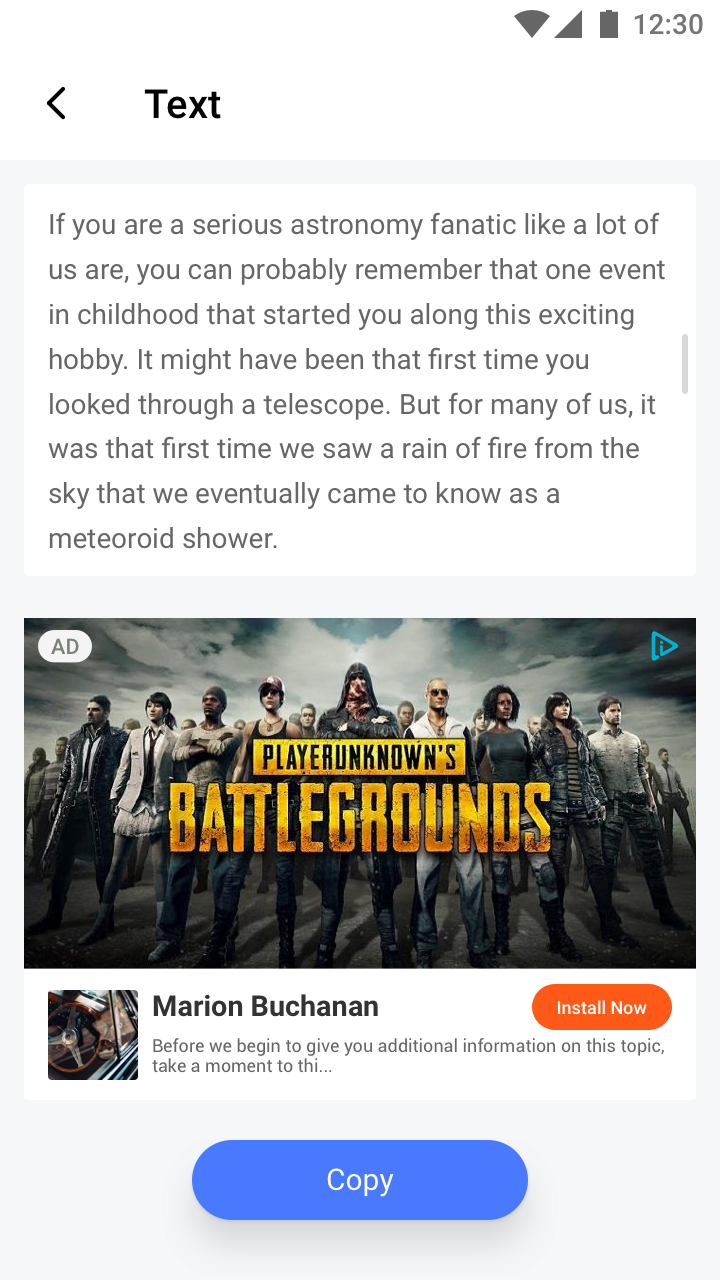 12:30
Text
If you are a serious astronomy fanatic like a lot of
us are, you can probably remember that one event
in childhood that started you along this exciting
hobby. It might have been that first time you
looked through a telescope. But for many of us, it
was that first time we saw a rain of fire from the
sky that we eventually came to know as a
meteoroid shower.
AD
PLAYERUNKNOWN'S
BATTLEGROUNDS
Marion Buchanan
Install Now
Before we begin to give you additional information on this topic,
take a moment to thi...
Copy